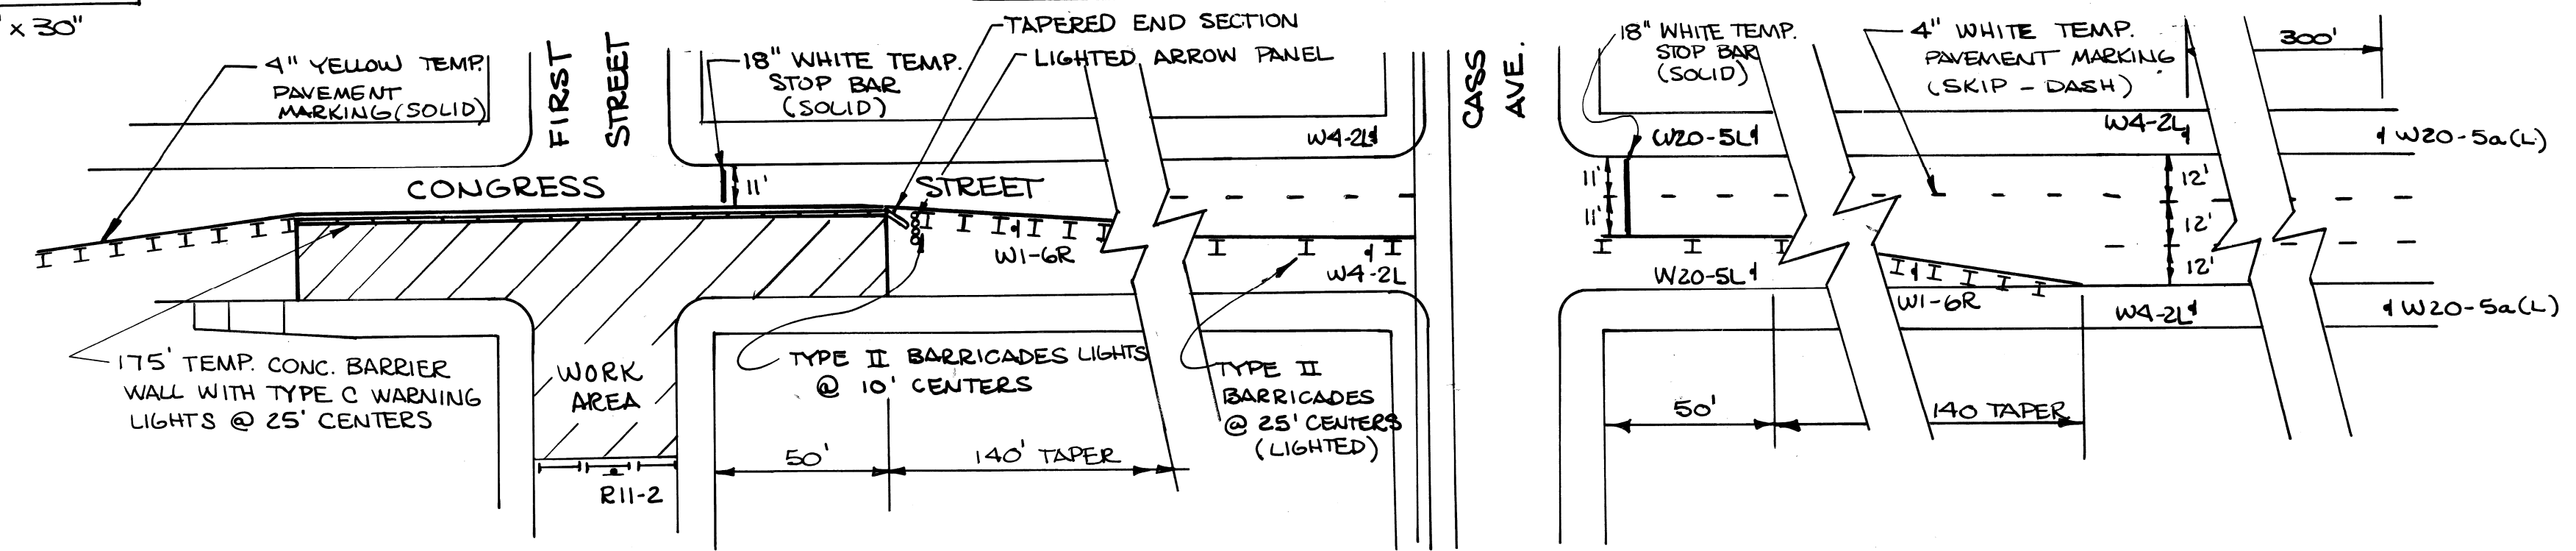 ' x 30"
4" YELLOW TEMP.
PAVEMENT
MARKING (SOLID)
FIRST
STREET
18" WHITE TEMP.
STOP BAR
(SOLID)
TAPERED END SECTION
LIGHTED ARROW PANEL
W4-2L
CASS
AVE.
18" WHITE TEMP.
STOP BAR
(SOLID)
W20-5L
4" WHITE TEMP.
PAVEMENT MARKING
(SKIP - DASH)
W4-2L
300'
W20-5a(L)
CONGRESS
11'
STREET
W1-6R
W4-2L
11'
11'
W20-5L
W1-6R
12'
12'
12'
W4-2L
W20-5a(L)
175' TEMP. CONC. BARRIER
WALL WITH TYPE C WARNING
LIGHTS @ 25' CENTERS
WORK
AREA
R11-2
TYPE II BARRICADES LIGHTS
@ 10' CENTERS
50'
140' TAPER
TYPE II
BARRICADES
@ 25' CENTERS
(LIGHTED)
50'
140 TAPER